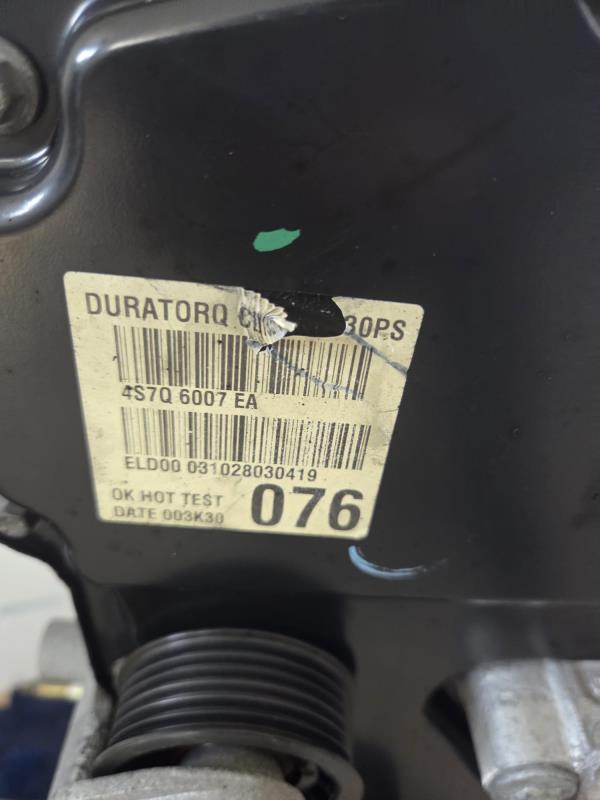 DURATORQ 30PS
4S7Q 6007 EA
ELD00 031028030419
OK HOT TEST 076
DATE 003K30